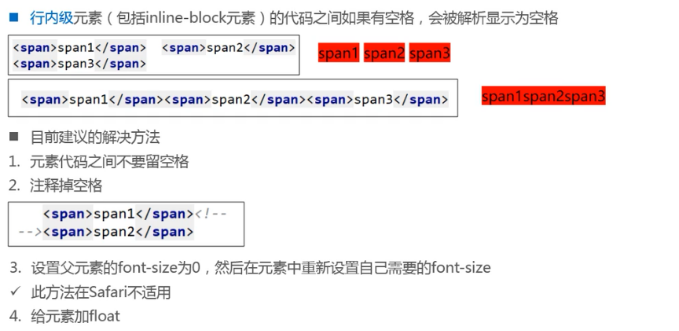 ■ 行内级元素（包括inline-block元素）的代码之间如果有空格，会被解析显示为空格
<span>span1</span> <span>span2</span>
<span>span3</span>
span1 span2 span3
<span>span1</span><span>span2</span><span>span3</span>
span1span2span3
■ 目前建议的解决方法
1. 元素代码之间不要留空格
2. 注释掉空格
<span>span1</span><!--
--><span>span2</span>
3. 设置父元素的font-size为0，然后在元素中重新设置自己需要的font-size
✓ 此方法在Safari不适用
4. 给元素加float